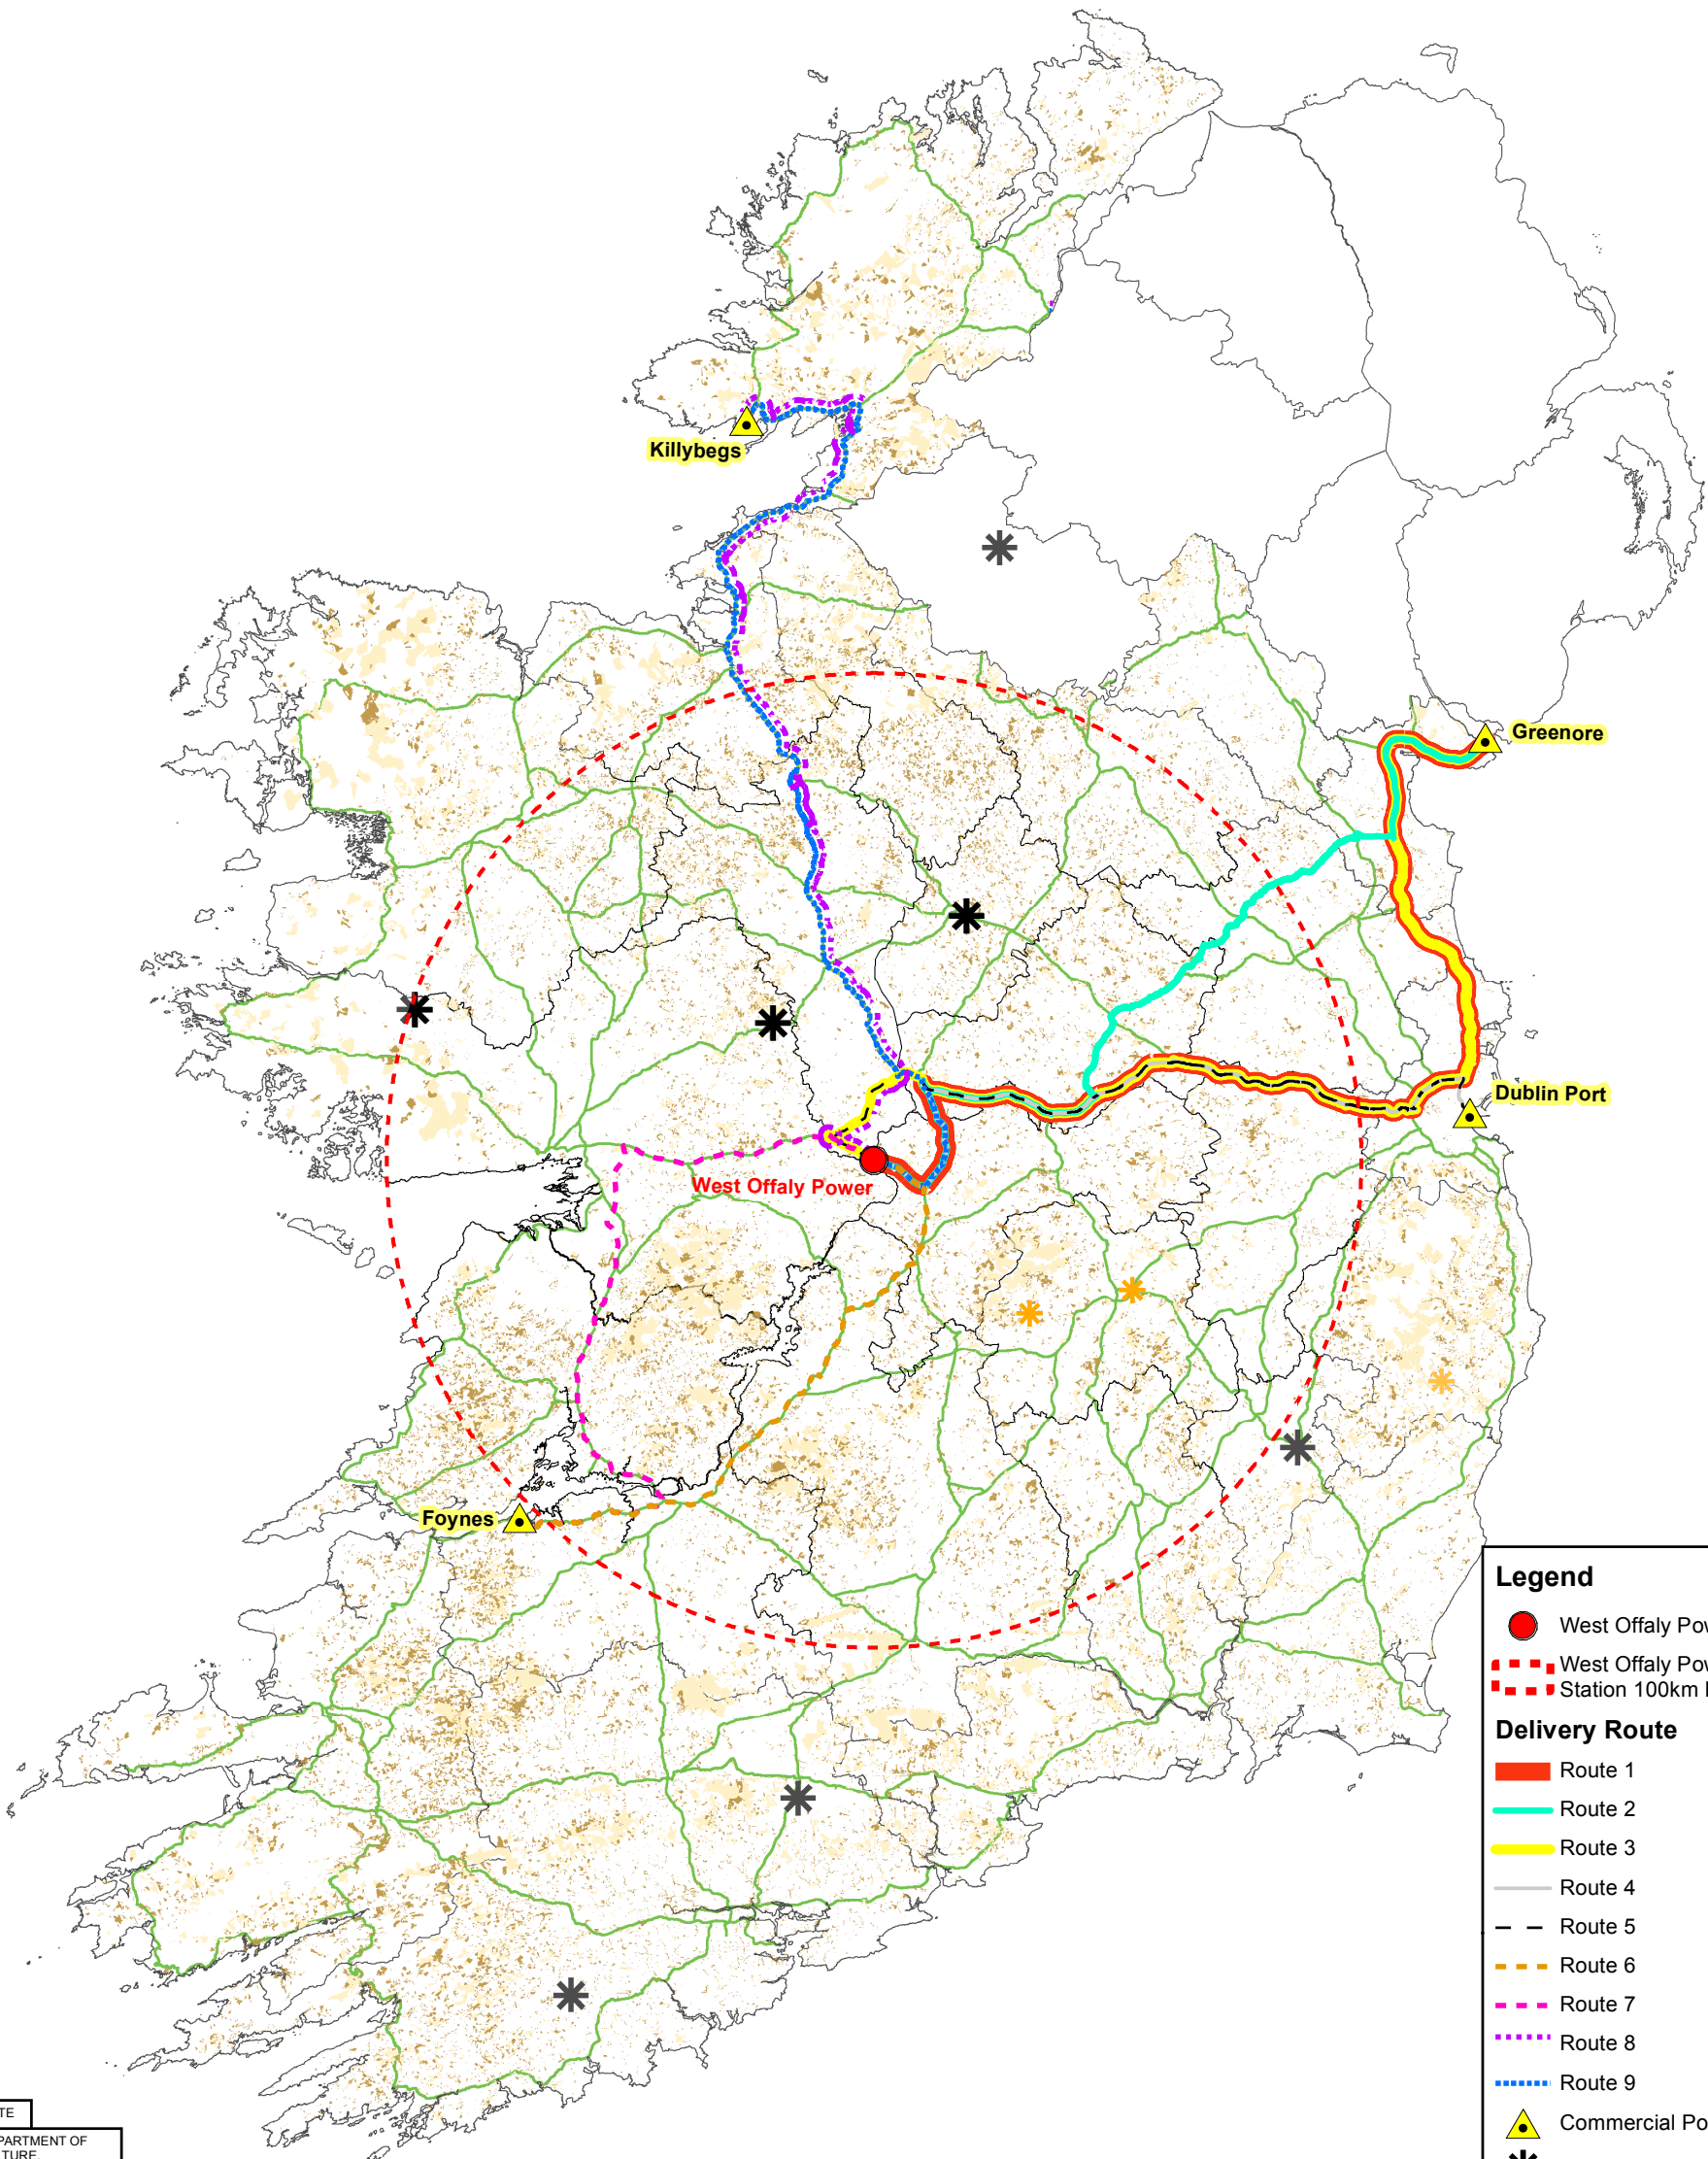 Killybegs
Greenore
Dublin Port
West Offaly Power
Foynes
Legend
West Offaly Pow
West Offaly Pow
Station 100km
Delivery Route
Route 1
Route 2
Route 3
Route 4
Route 5
Route 6
Route 7
Route 8
Route 9
Commercial Po
TE
PARTMENT OF
TURE,